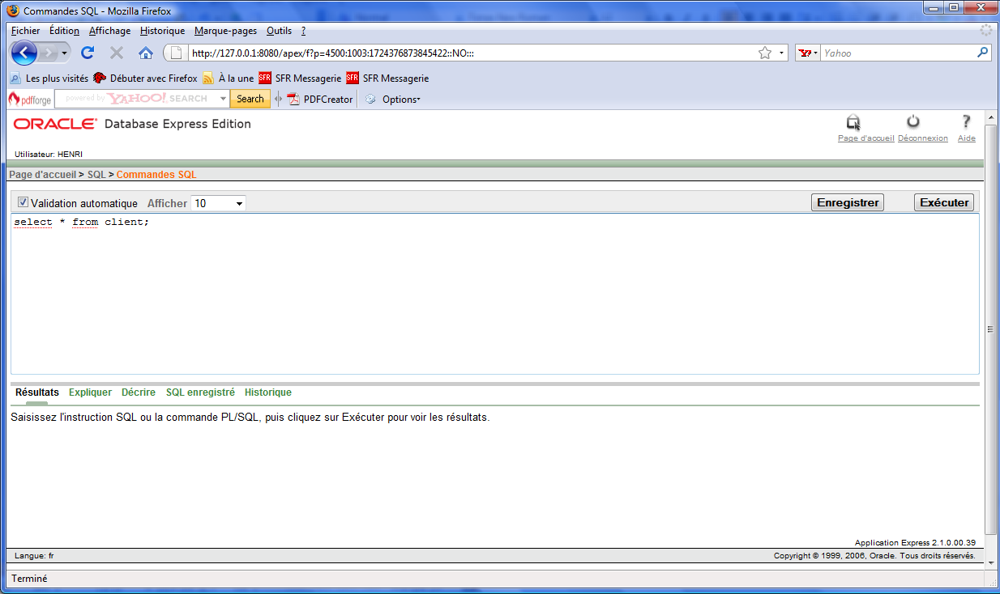 Commandes SQL - Mozilla Firefox
Fichier Édition Affichage Historique Marque-pages Outils ?
http://127.0.0.1:8080/apex/f?p=4500:1003:1724376873845422::NO::: Yahoo
Les plus visités Débuter avec Firefox À la une SFR SFR Messagerie SFR SFR Messagerie
pdfforge powered by YAHOO! SEARCH Search PDFCreator Options
ORACLE Database Express Edition
Page d'accueil Déconnexion ? Aide
Utilisateur: HENRI
Page d'accueil > SQL > Commandes SQL
Validation automatique Afficher 10 Enregistrer Exécuter
select * from client;
Résultats Expliquer Décrire SQL enregistré Historique
Saisissez l'instruction SQL ou la commande PL/SQL, puis cliquez sur Exécuter pour voir les résultats.
Application Express 2.1.0.00.39
Langue: fr Copyright © 1999, 2006, Oracle. Tous droits réservés.
Terminé